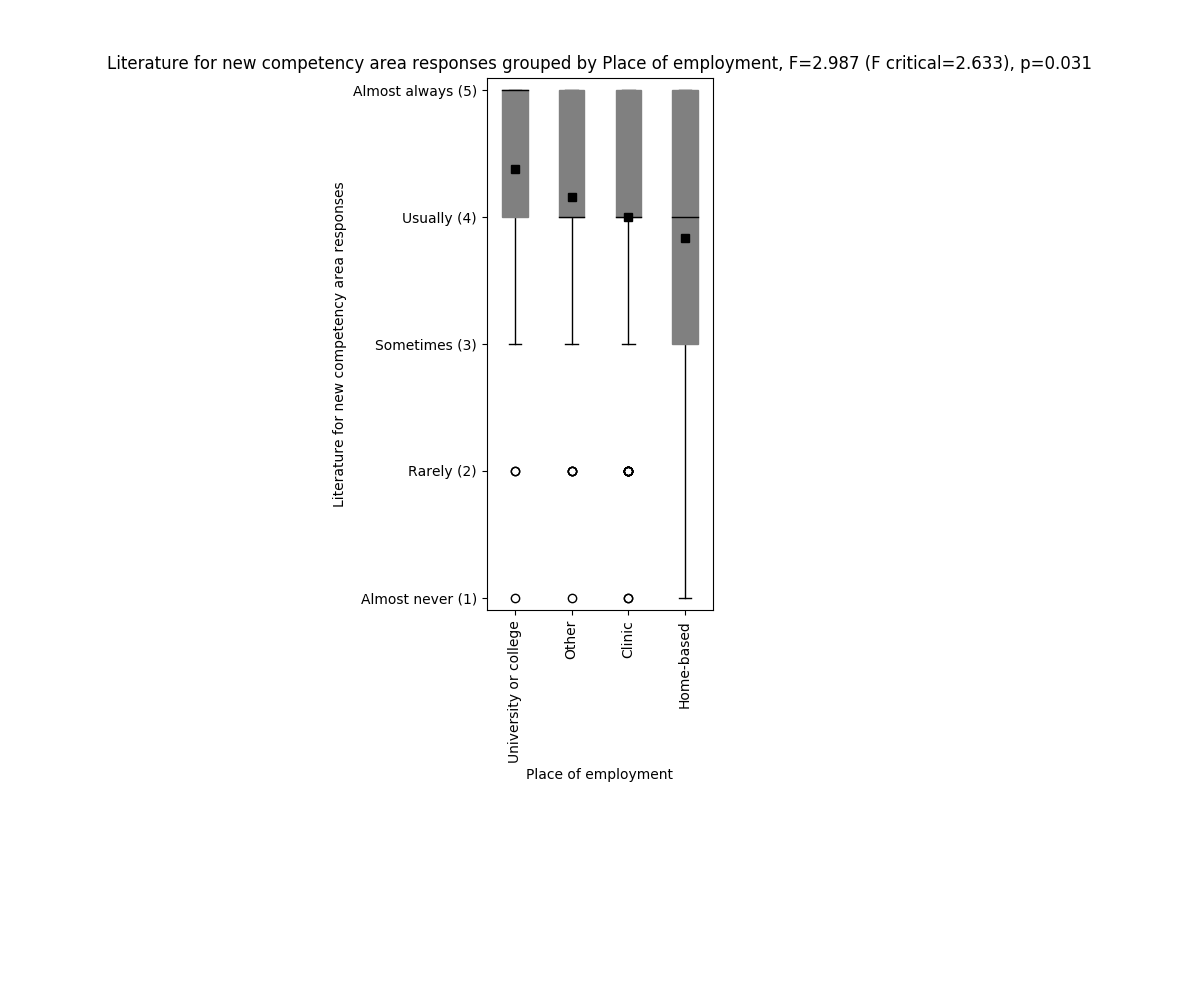 Literature for new competency area responses grouped by Place of employment, F=2.987 (F critical=2.633), p=0.031
Almost always (5)
Usually (4)
Sometimes (3)
Rarely (2)
Almost never (1)
Literature for new competency area responses
University or college
Other
Clinic
Home-based
Place of employment